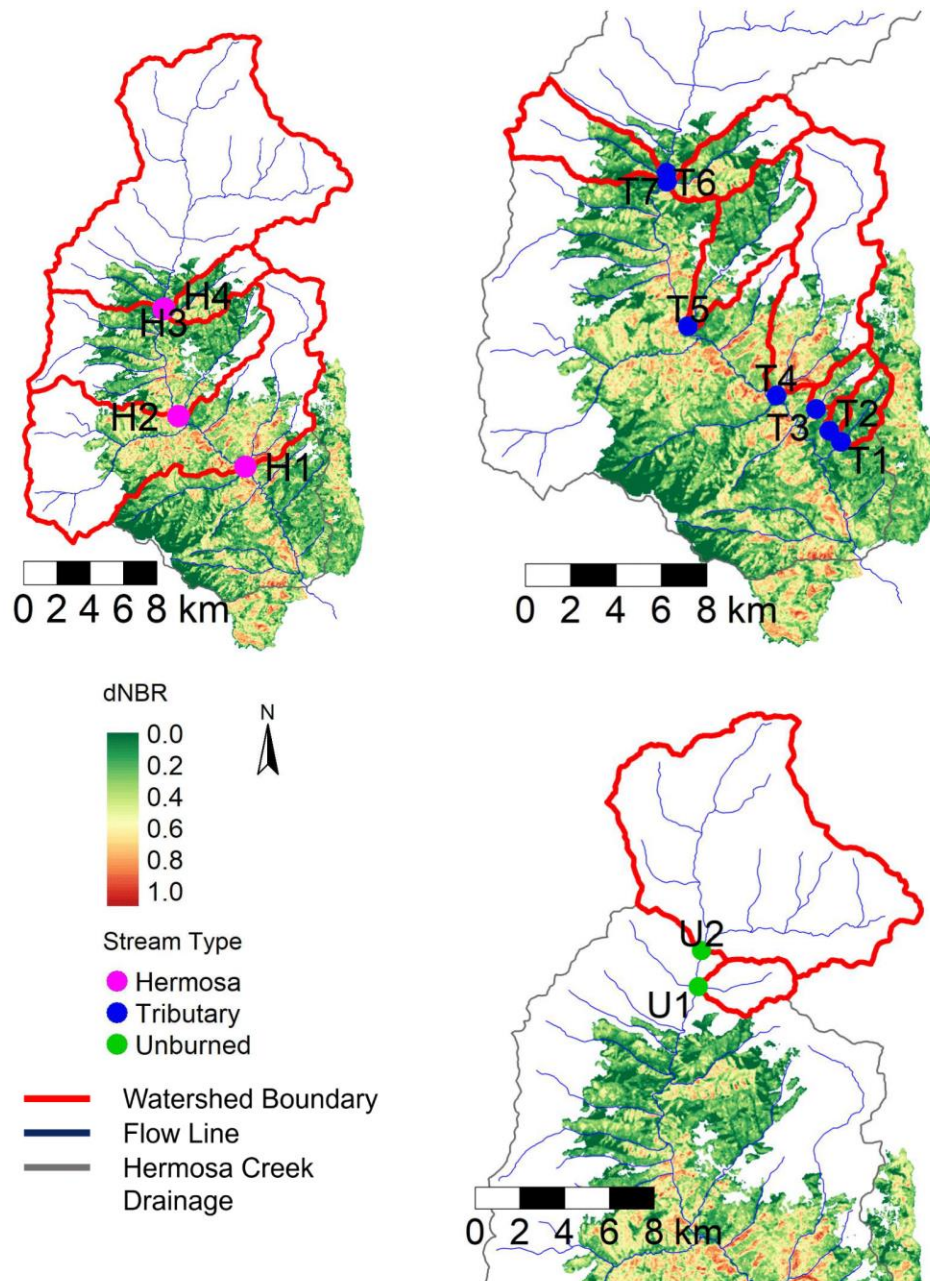 H4
H3
H2
H1
0 2 4 6 8 km
T7
T6
T5
T4
T3
T2
T1
0 2 4 6 8 km
dNBR
0.0
0.2
0.4
0.6
0.8
1.0
N
Stream Type
Hermosa
Tributary
Unburned
Watershed Boundary
Flow Line
Hermosa Creek
Drainage
U2
U1
0 2 4 6 8 km